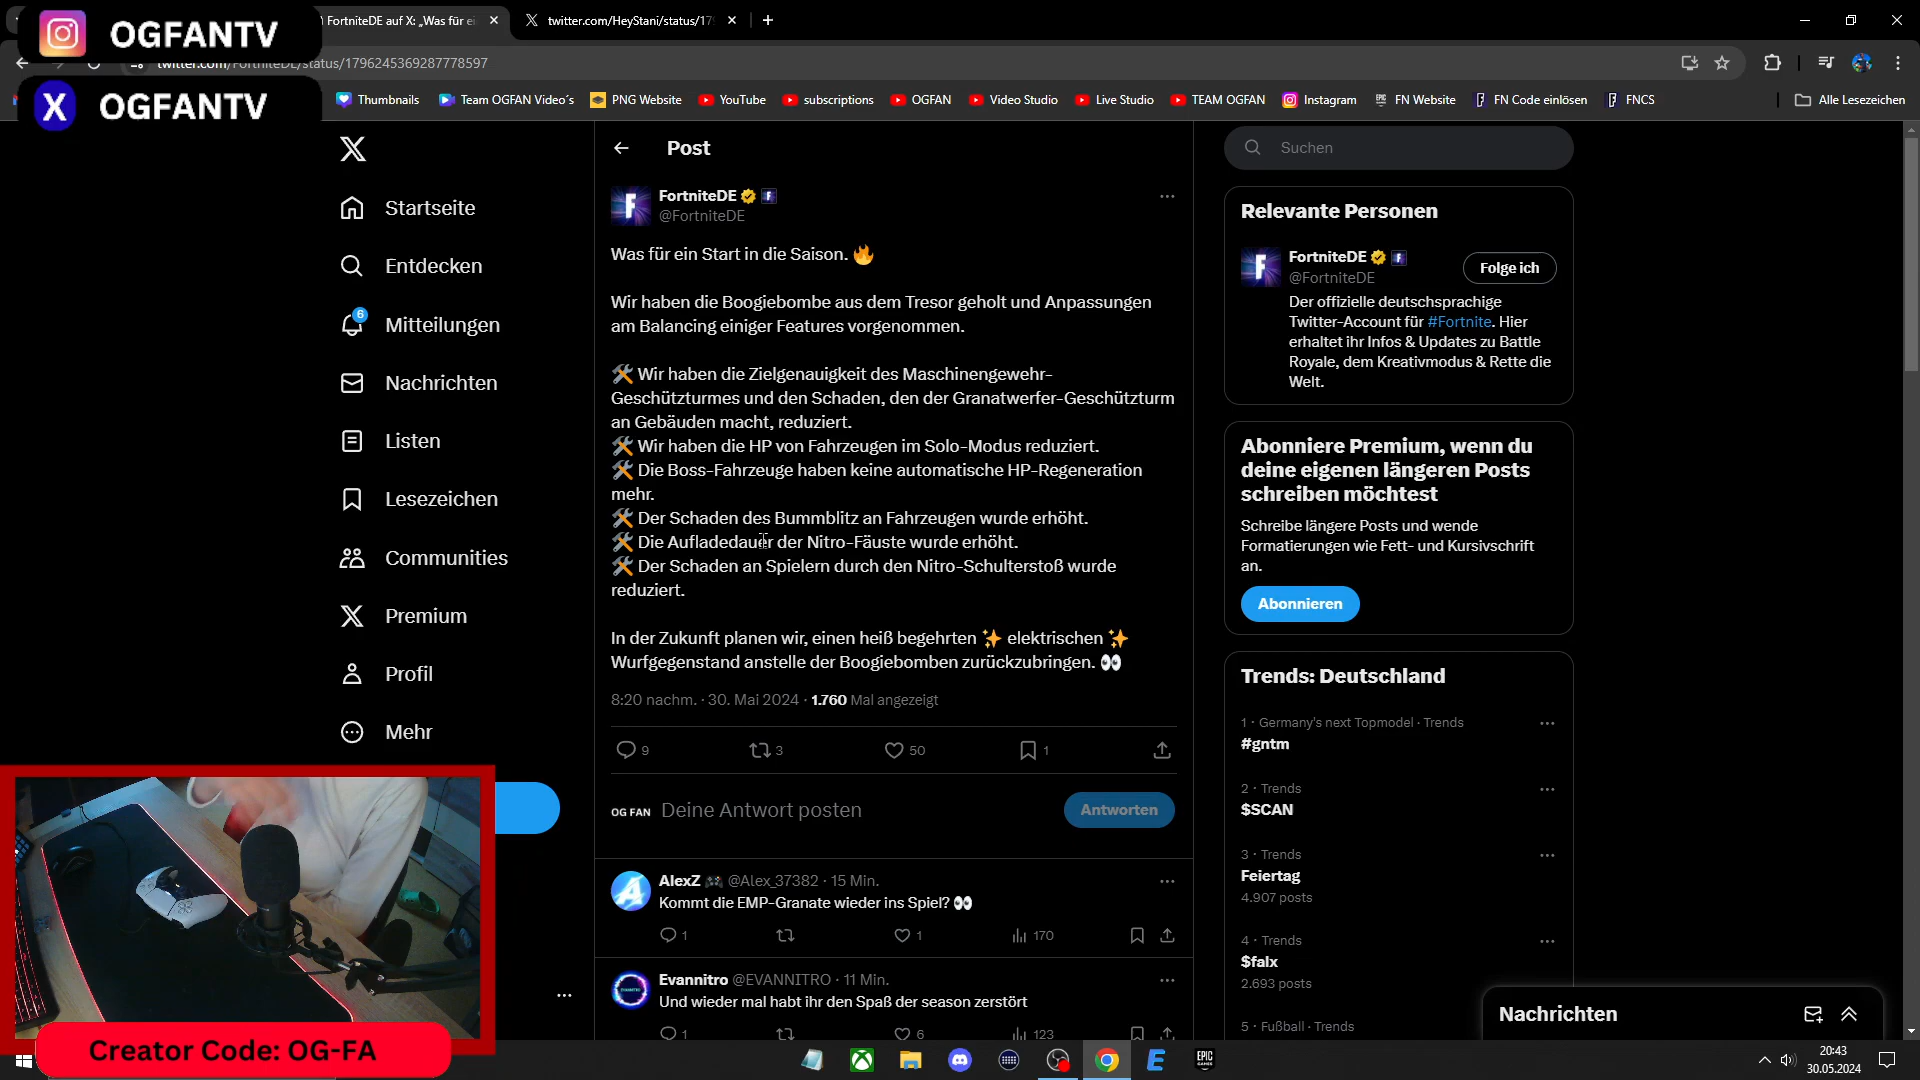 OGFANTV
OGFANTV
FortniteDE auf X: „Was für ei
twitter.com/HeyStani/status/17
twitter.com/FortniteDE/status/1796245369287778597
Thumbnails
Team OGFAN Video´s
PNG Website
YouTube
subscriptions
OGFAN
Video Studio
Live Studio
TEAM OGFAN
Instagram
FN Website
FN Code einlösen
FNCS
Alle Lesezeichen
Startseite
Entdecken
6
Mitteilungen
Nachrichten
Listen
Lesezeichen
Communities
Premium
Profil
Mehr
Post
FortniteDE
@FortniteDE
Was für ein Start in die Saison. 🔥
Wir haben die Boogiebombe aus dem Tresor geholt und Anpassungen
am Balancing einiger Features vorgenommen.
🛠 Wir haben die Zielgenauigkeit des Maschinengewehr-
Geschützturmes und den Schaden, den der Granatwerfer-Geschützturm
an Gebäuden macht, reduziert.
🛠 Wir haben die HP von Fahrzeugen im Solo-Modus reduziert.
🛠 Die Boss-Fahrzeuge haben keine automatische HP-Regeneration
mehr.
🛠 Der Schaden des Bummblitz an Fahrzeugen wurde erhöht.
🛠 Die Aufladedauer der Nitro-Fäuste wurde erhöht.
🛠 Der Schaden an Spielern durch den Nitro-Schulterstoß wurde
reduziert.
In der Zukunft planen wir, einen heiß begehrten ✨ elektrischen ✨
Wurfgegenstand anstelle der Boogiebomben zurückzubringen. 👀
8:20 nachm. · 30. Mai 2024 · 1.760 Mal angezeigt
9
3
50
1
OG FAN
Deine Antwort posten
Antworten
AlexZ 🎮 @Alex_37382 · 15 Min.
Kommt die EMP-Granate wieder ins Spiel? 👀
1
1
170
Evannitro @EVANNITRO · 11 Min.
Und wieder mal habt ihr den Spaß der season zerstört
1
6
123
Suchen
Relevante Personen
FortniteDE
@FortniteDE
Folge ich
Der offizielle deutschsprachige
Twitter-Account für #Fortnite. Hier
erhaltet ihr Infos & Updates zu Battle
Royale, dem Kreativmodus & Rette die
Welt.
Abonniere Premium, wenn du
deine eigenen längeren Posts
schreiben möchtest
Schreibe längere Posts und wende
Formatierungen wie Fett- und Kursivschrift
an.
Abonnieren
Trends: Deutschland
1 · Germany's next Topmodel · Trends
#gntm
2 · Trends
$SCAN
3 · Trends
Feiertag
4.907 posts
4 · Trends
$falx
2.693 posts
5 · Fußball · Trends
Nachrichten
Creator Code: OG-FA
EPIC
GAMES
20:43
30.05.2024